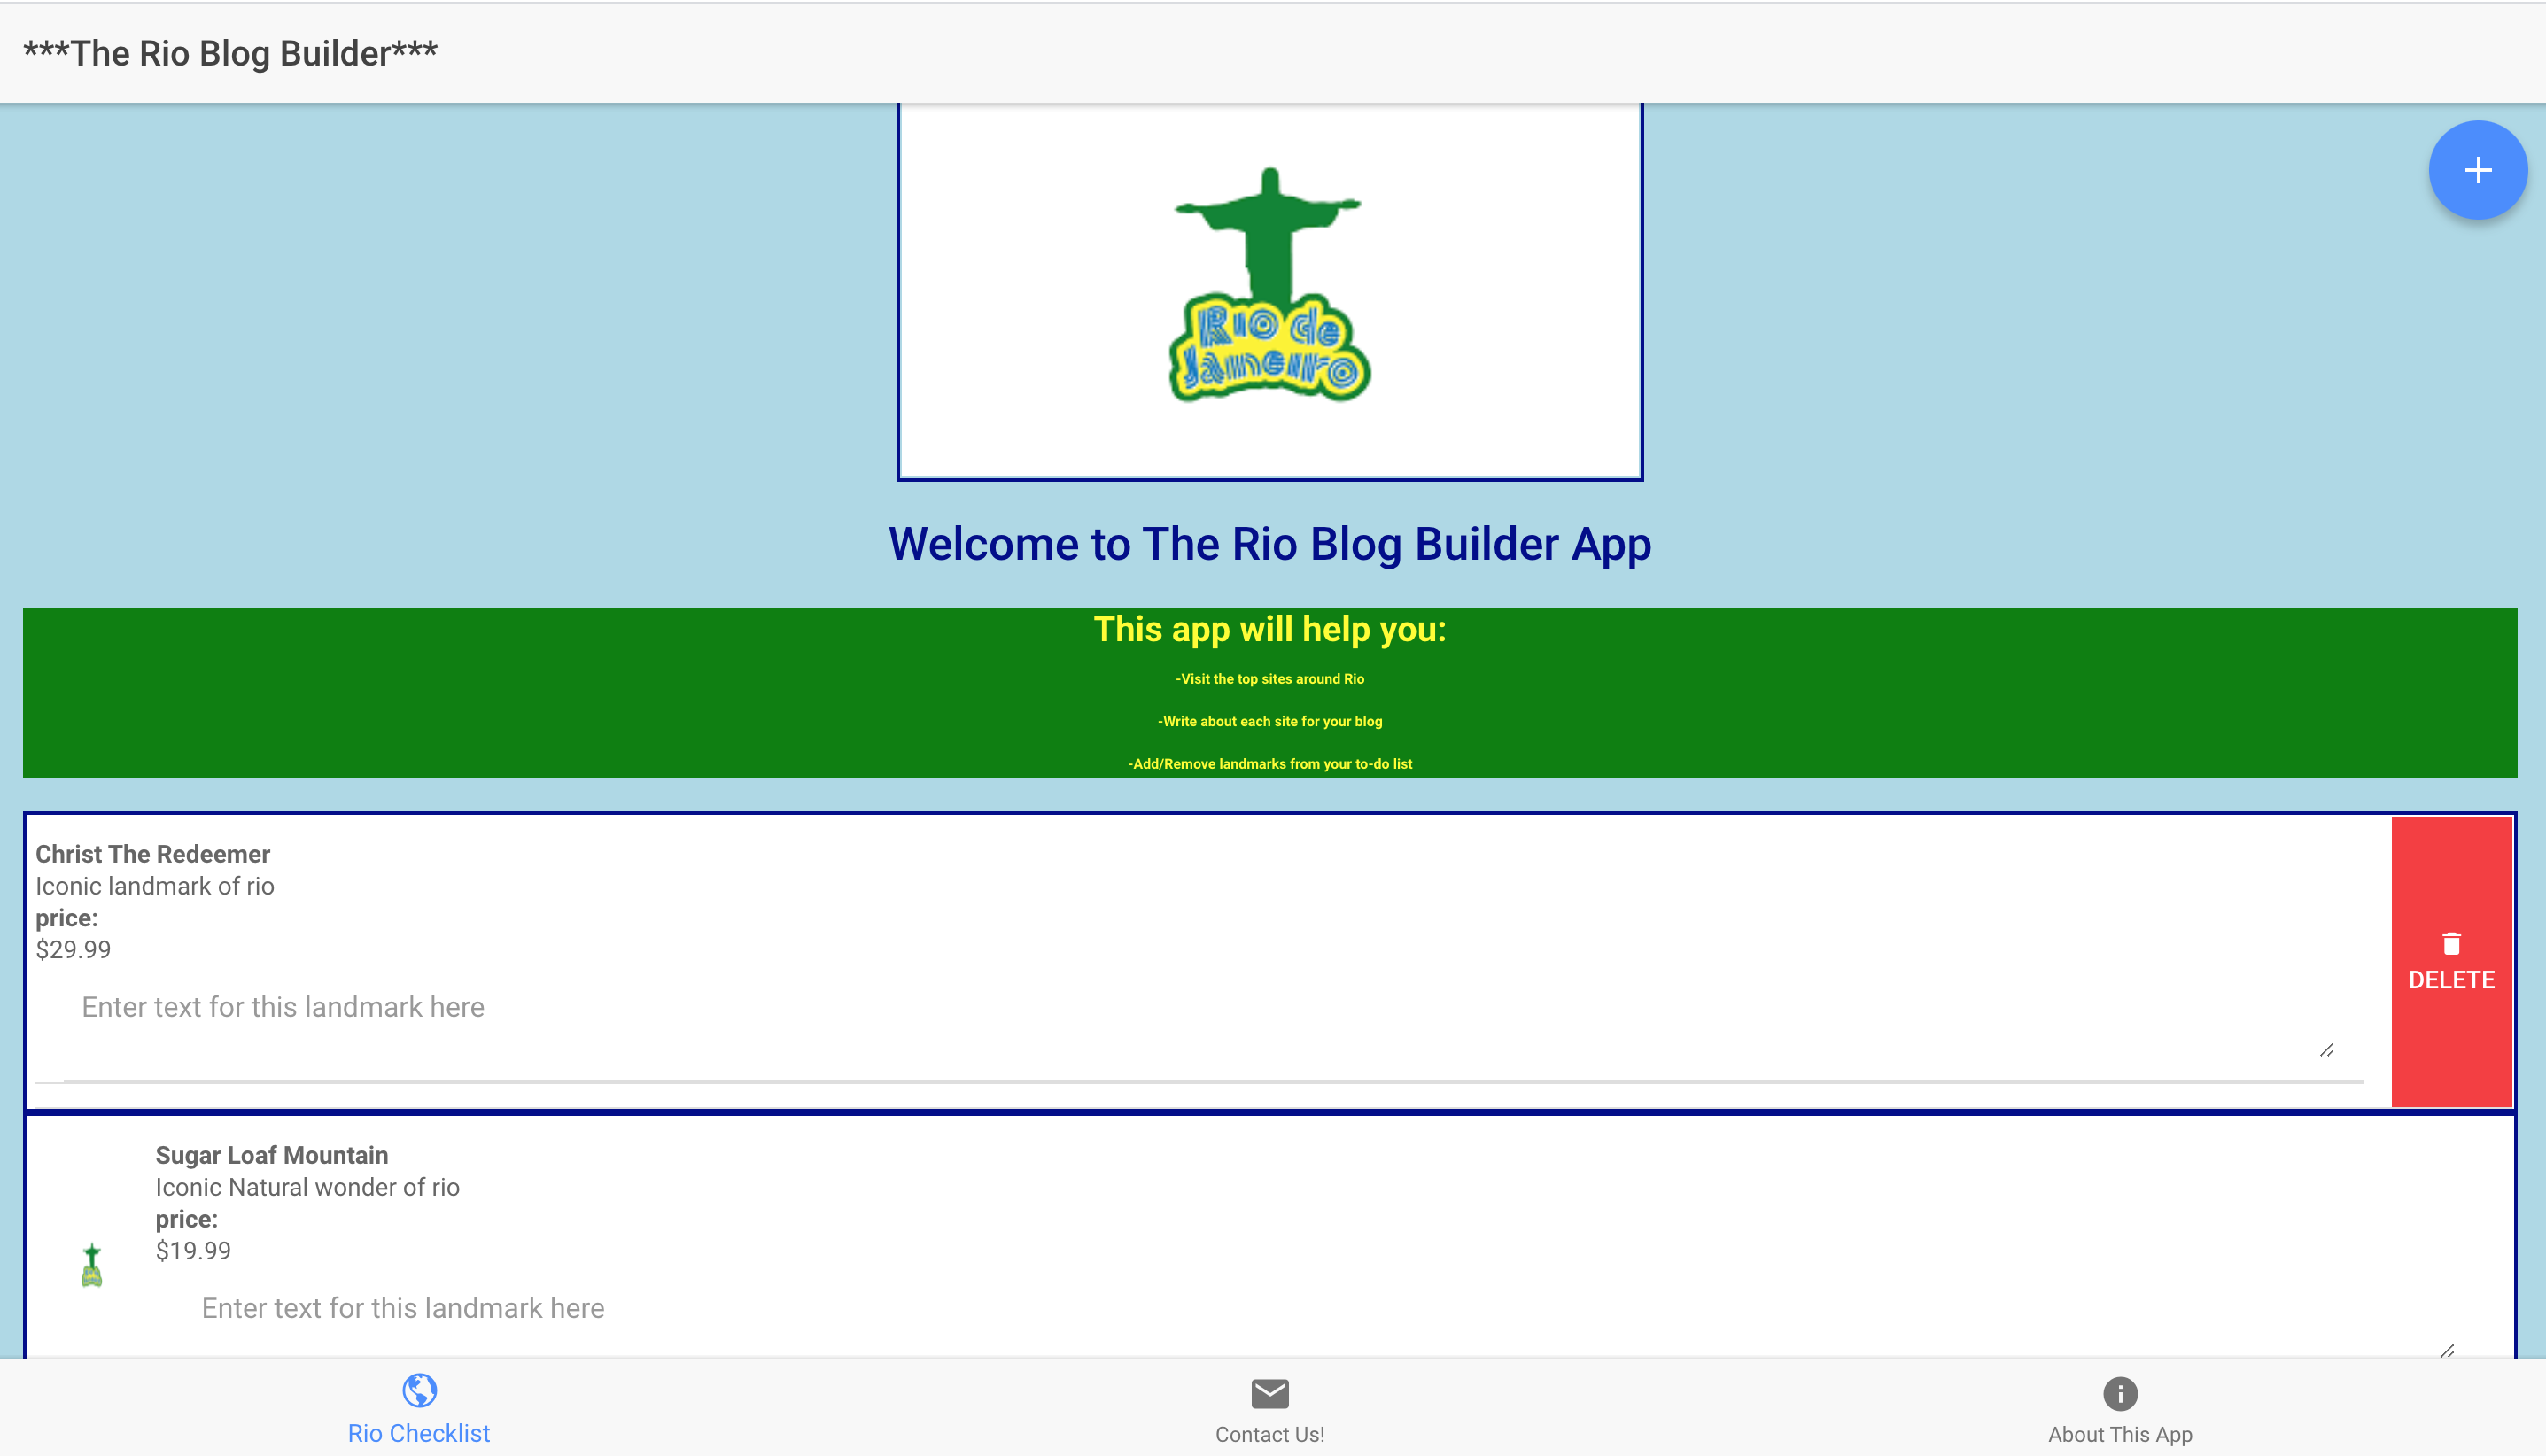 ***The Rio Blog Builder***
Rio de
Janeiro
Welcome to The Rio Blog Builder App
This app will help you:
-Visit the top sites around Rio
-Write about each site for your blog
-Add/Remove landmarks from your to-do list
Christ The Redeemer
Iconic landmark of rio
price:
$29.99
Enter text for this landmark here
DELETE
Sugar Loaf Mountain
Iconic Natural wonder of rio
price:
$19.99
Enter text for this landmark here
Rio Checklist
Contact Us!
About This App